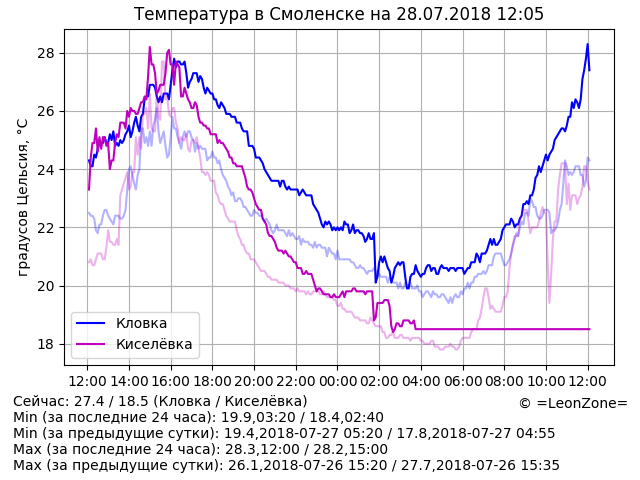 Температура в Смоленске на 28.07.2018 12:05
градусов Цельсия, °C
28
26
24
22
20
18
Кловка
Киселёвка
12:00 14:00 16:00 18:00 20:00 22:00 00:00 02:00 04:00 06:00 08:00 10:00 12:00
Сейчас: 27.4 / 18.5 (Кловка / Киселёвка)
© =LeonZone=
Min (за последние 24 часа): 19.9,03:20 / 18.4,02:40
Min (за предыдущие сутки): 19.4,2018-07-27 05:20 / 17.8,2018-07-27 04:55
Max (за последние 24 часа): 28.3,12:00 / 28.2,15:00
Max (за предыдущие сутки): 26.1,2018-07-26 15:20 / 27.7,2018-07-26 15:35